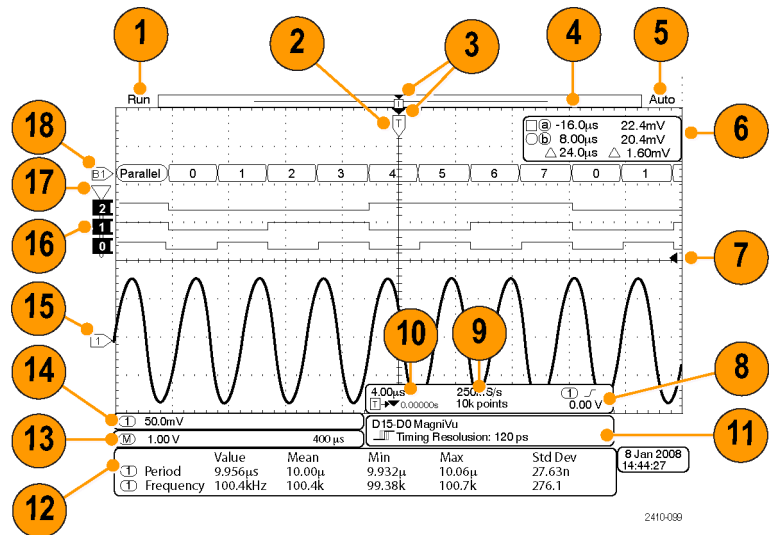 1
2
3
4
5
Run
T
Auto
T
6
a -16.0µs 22.4mV
b 8.00µs 20.4mV
△ 24.0µs △ 1.60mV
18
B1 Parallel 0 1 2 3 4 5 6 7 0 1
17
2
16
1
0
7
15
1
10
9
8
14
4.00µs 250MS/s 1
T 0.00000s 10k points 0.00 V
1 50.0mV
13
M 1.00 V 400 µs
D15-D0 MagniVu
Timing Resolusion: 120 ps
11
12
Value Mean Min Max Std Dev
1 Period 9.956µs 10.00µ 9.932µ 10.06µ 27.63n
1 Frequency 100.4kHz 100.4k 99.38k 100.7k 276.1
8 Jan 2008
14:44:27
2410-099